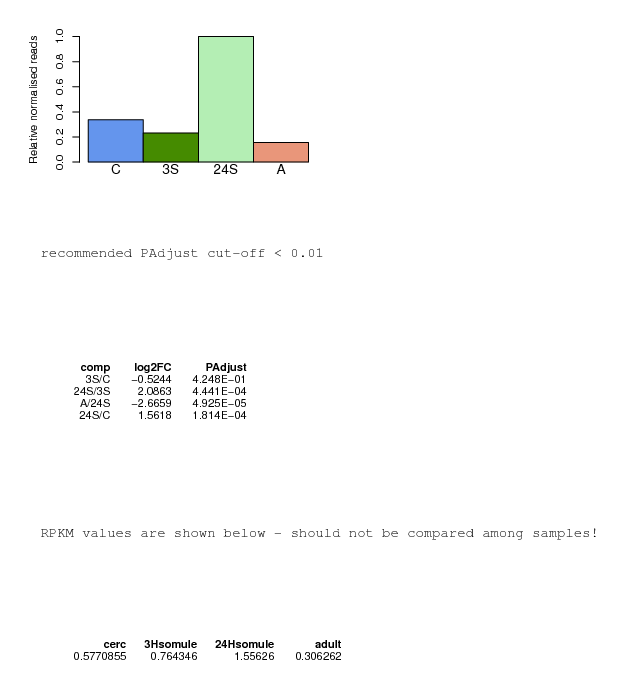 Relative normalised reads
1.0
0.8
0.6
0.4
0.2
0.0
C 3S 24S A
recommended PAdjust cut-off < 0.01
comp log2FC PAdjust
3S/C −0.5244 4.248E−01
24S/3S 2.0863 4.441E−04
A/24S −2.6659 4.925E−05
24S/C 1.5618 1.814E−04
RPKM values are shown below - should not be compared among samples!
cerc 3Hsomule 24Hsomule adult
0.5770855 0.764346 1.55626 0.306262